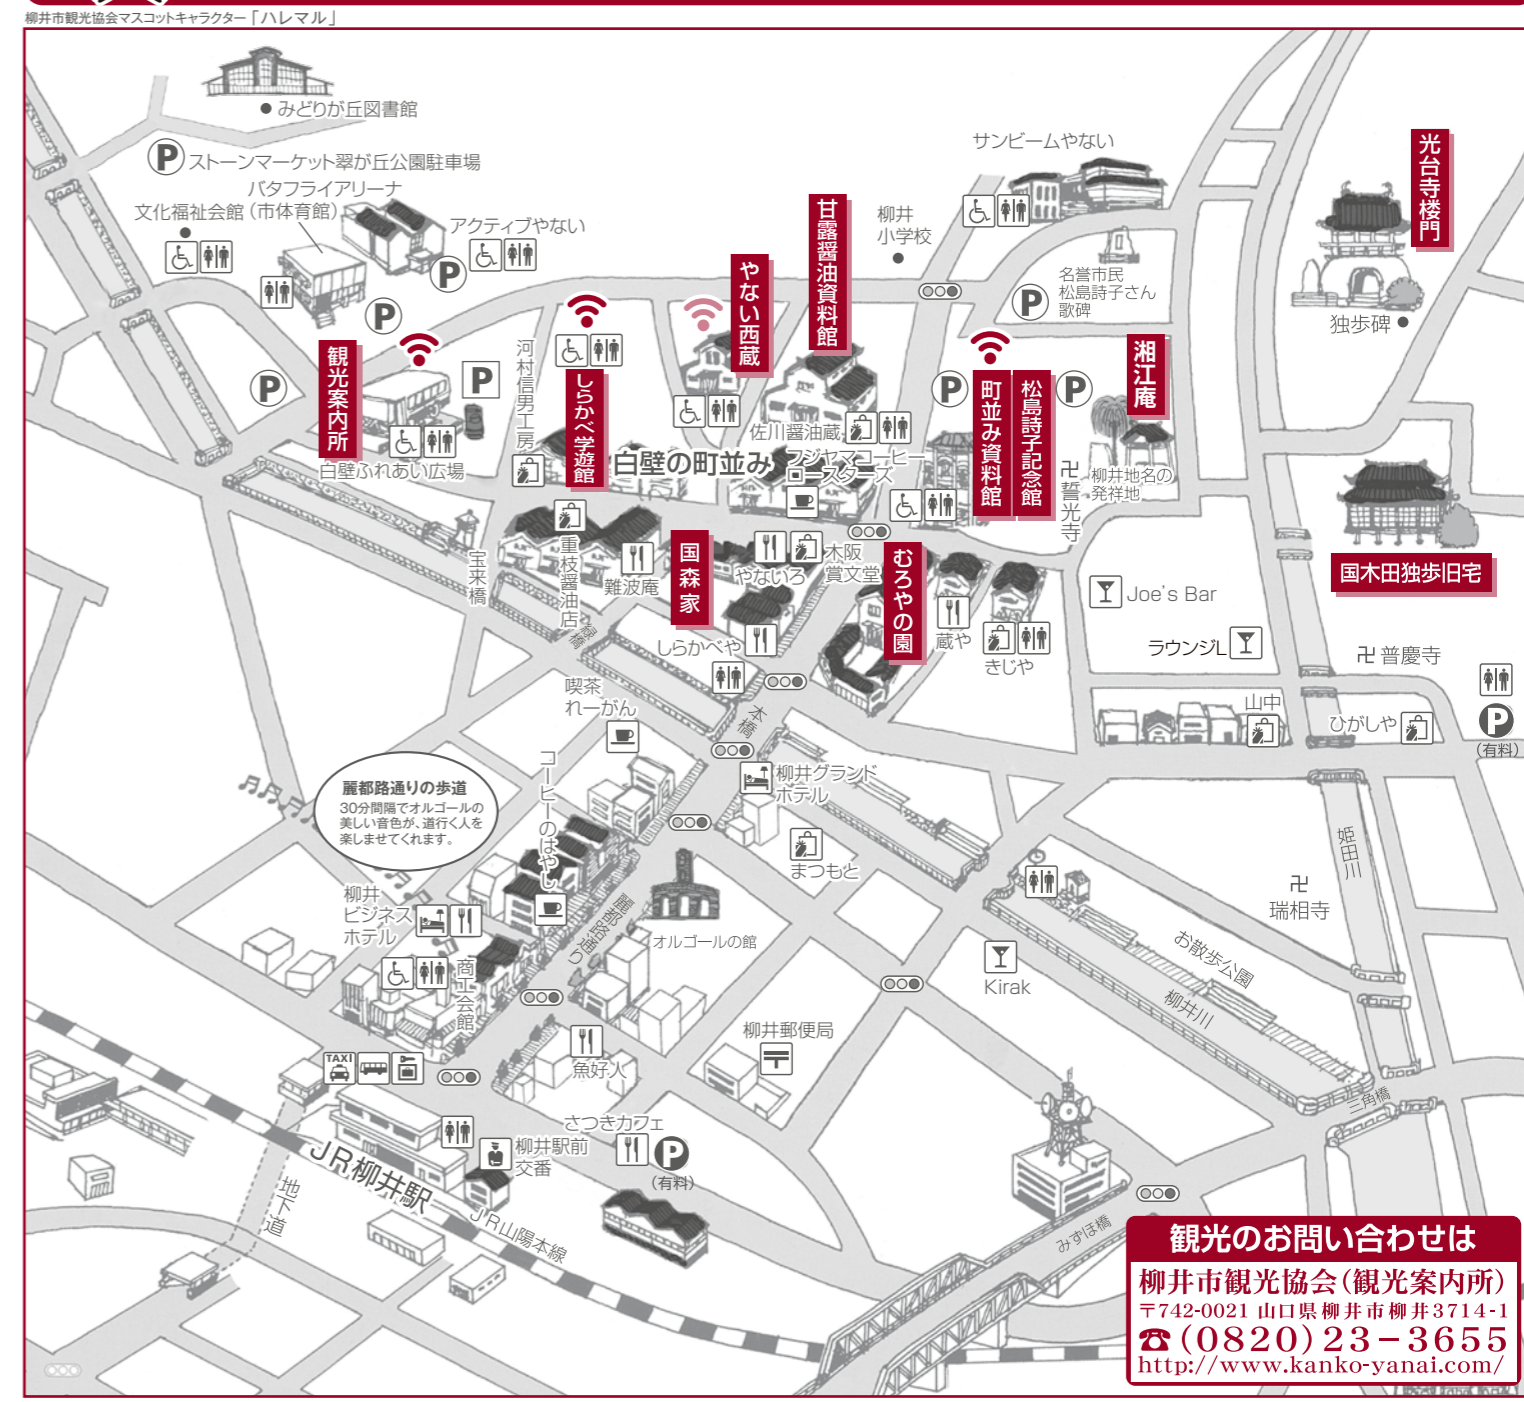 柳井市観光協会マスコットキャラクター「ハレマル」
みどりが丘図書館
P ストーンマーケット翠が丘公園駐車場
バタフライアリーナ
(市体育館)
文化福祉会館
アクティブやない
P
P
P
P
観光案内所
白壁ふれあい広場
河村信男工房
しらかべ学遊館
やない西蔵
甘露醤油資料館
佐川醤油蔵
白壁の町並み
フジヤマコーヒー
ロースターズ
柳井
小学校
サンビームやない
名誉市民
松島詩子さん
歌碑
P
P
P
町並み資料館
松島詩子記念館
湘江庵
柳井地名の
発祥地
卍誓光寺
光台寺楼門
独歩碑
国木田独歩旧宅
宝来橋
重枝醤油店
難波庵
国森家
やないろ
木阪
賞文堂
むろやの園
しらかべや
蔵や
きじや
緑橋
本橋
Joe's Bar
ラウンジL
卍普慶寺
山中
ひがしや
P
(有料)
喫茶
れーがん
コーヒーのはやし
柳井グランド
ホテル
まつもと
麗都路通りの歩道
30分間隔でオルゴールの
美しい音色が、道行く人を
楽しませてくれます。
柳井
ビジネス
ホテル
商工会館
麗都路通り
オルゴールの館
Kirak
お散歩公園
柳井川
姫田川
卍
瑞相寺
三角橋
柳井郵便局
魚好人
TAXI
さつきカフェ
P
(有料)
柳井駅前
交番
JR柳井駅
地下道
JR山陽本線
みずほ橋
観光のお問い合わせは
柳井市観光協会(観光案内所)
〒742-0021 山口県柳井市柳井3714-1
☎(0820)23-3655
http://www.kanko-yanai.com/